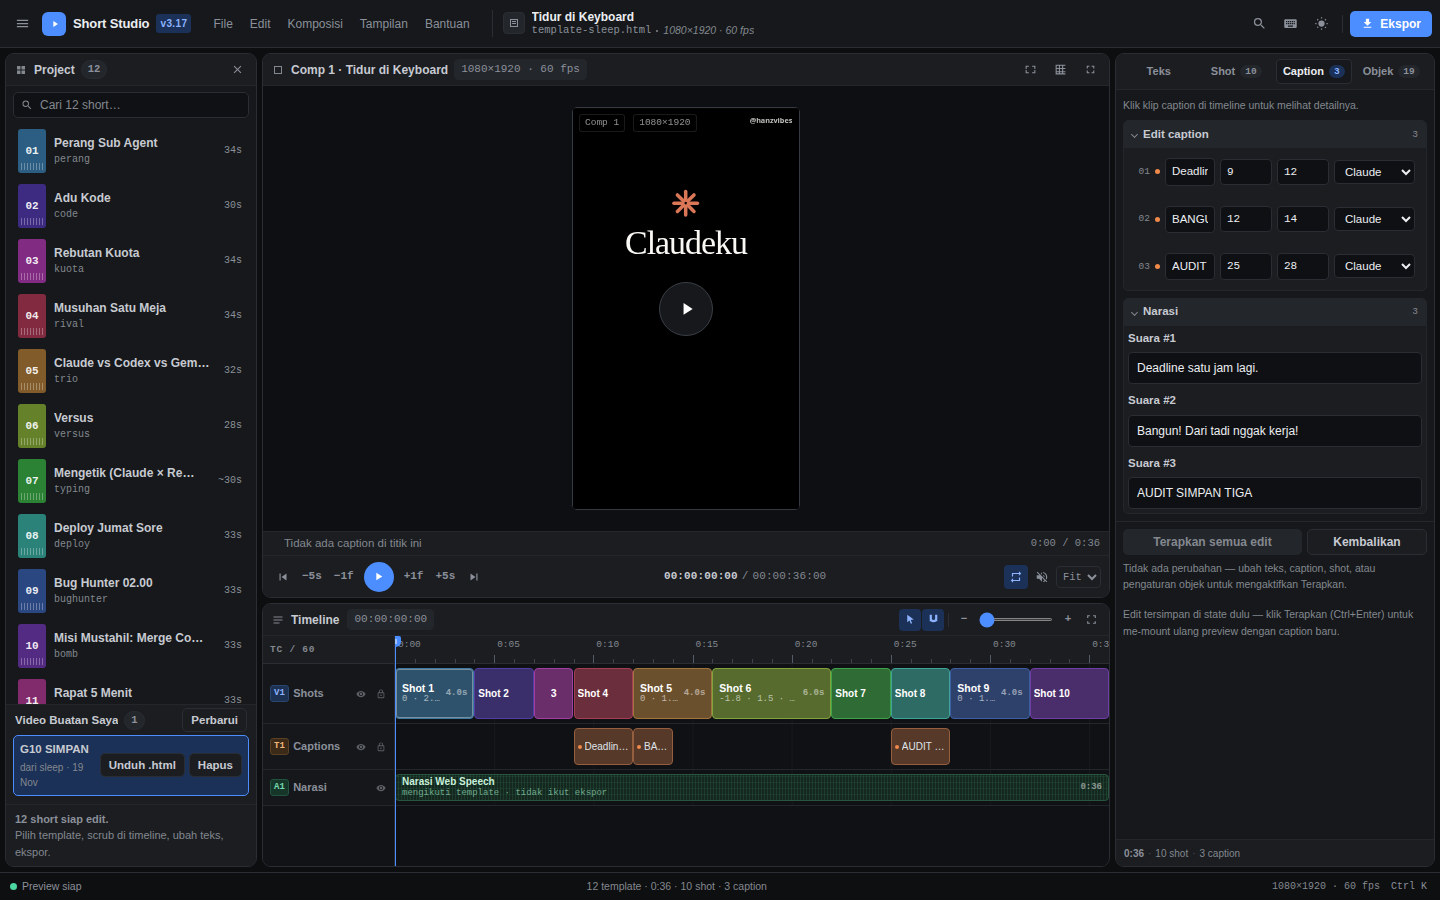 Short Studio v3.17 File Edit Komposisi Tampilan Bantuan
Tidur di Keyboard
template-sleep.html · 1080×1920 · 60 fps
Ekspor
Project 12
Cari 12 short…
01 Perang Sub Agent 34s
perang
02 Adu Kode 30s
code
03 Rebutan Kuota 34s
kuota
04 Musuhan Satu Meja 34s
rival
05 Claude vs Codex vs Gem… 32s
trio
06 Versus 28s
versus
07 Mengetik (Claude × Re… ~30s
typing
08 Deploy Jumat Sore 33s
deploy
09 Bug Hunter 02.00 33s
bughunter
10 Misi Mustahil: Merge Co… 33s
bomb
11 Rapat 5 Menit 33s
Video Buatan Saya 1 Perbarui
G10 SIMPAN
dari sleep · 19
Nov
Unduh .html Hapus
12 short siap edit.
Pilih template, scrub di timeline, ubah teks,
ekspor.
Comp 1 · Tidur di Keyboard 1080×1920 · 60 fps
Comp 1 1080×1920 @hanzvibes
Claudeku
Tidak ada caption di titik ini 0:00 / 0:36
−5s −1f +1f +5s 00:00:00:00 / 00:00:36:00 Fit
Timeline 00:00:00:00 − +
TC / 60 0:00 0:05 0:10 0:15 0:20 0:25 0:30 0:3
V1 Shots
Shot 1 4.0s
0 · 2.…
Shot 2
3
Shot 4
Shot 5 4.0s
0 · 1.…
Shot 6 6.0s
-1.8 · 1.5 · …
Shot 7
Shot 8
Shot 9 4.0s
0 · 1.…
Shot 10
T1 Captions Deadlin… BA… AUDIT …
A1 Narasi
Narasi Web Speech
mengikuti template · tidak ikut ekspor 0:36
Teks Shot 10 Caption 3 Objek 19
Klik klip caption di timeline untuk melihat detailnya.
Edit caption 3
01 Deadlin 9 12 Claude
02 BANGU 12 14 Claude
03 AUDIT 25 28 Claude
Narasi 3
Suara #1
Deadline satu jam lagi.
Suara #2
Bangun! Dari tadi nggak kerja!
Suara #3
AUDIT SIMPAN TIGA
Terapkan semua edit Kembalikan
Tidak ada perubahan — ubah teks, caption, shot, atau
pengaturan objek untuk mengaktifkan Terapkan.
Edit tersimpan di state dulu — klik Terapkan (Ctrl+Enter) untuk
me-mount ulang preview dengan caption baru.
0:36 · 10 shot · 3 caption
Preview siap 12 template · 0:36 · 10 shot · 3 caption 1080×1920 · 60 fps Ctrl K